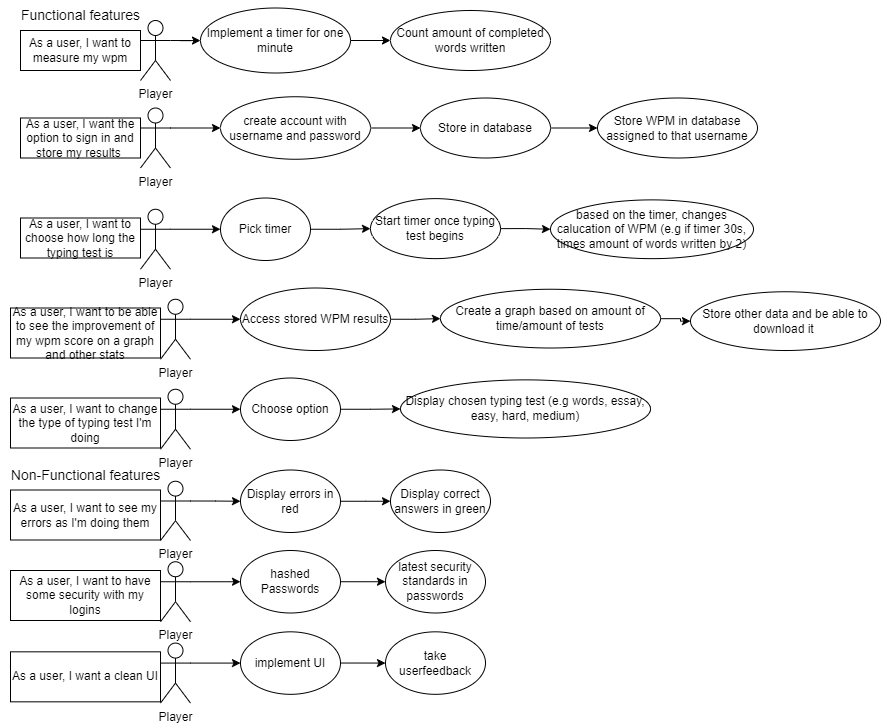 Functional features
As a user, I want to
measure my wpm
Player
Implement a timer for one
minute
Count amount of completed
words written
As a user, I want the
option to sign in and
store my results
Player
create account with
username and password
Store in database
Store WPM in database
assigned to that username
As a user, I want to
choose how long the
typing test is
Player
Pick timer
Start timer once typing
test begins
based on the timer, changes
calucation of WPM (e.g if timer 30s,
times amount of words written by 2)
As a user, I want to be able
to see the improvement of
my wpm score on a graph
and other stats
Player
Access stored WPM results
Create a graph based on amount of
time/amount of tests
Store other data and be able to
download it
As a user, I want to change
the type of typing test I'm
doing
Player
Choose option
Display chosen typing test (e.g words, essay,
easy, hard, medium)
Non-Functional features
As a user, I want to see my
errors as I'm doing them
Player
Display errors in
red
Display correct
answers in green
As a user, I want to have
some security with my
logins
Player
hashed
Passwords
latest security
standards in
passwords
As a user, I want a clean UI
Player
implement UI
take
userfeedback